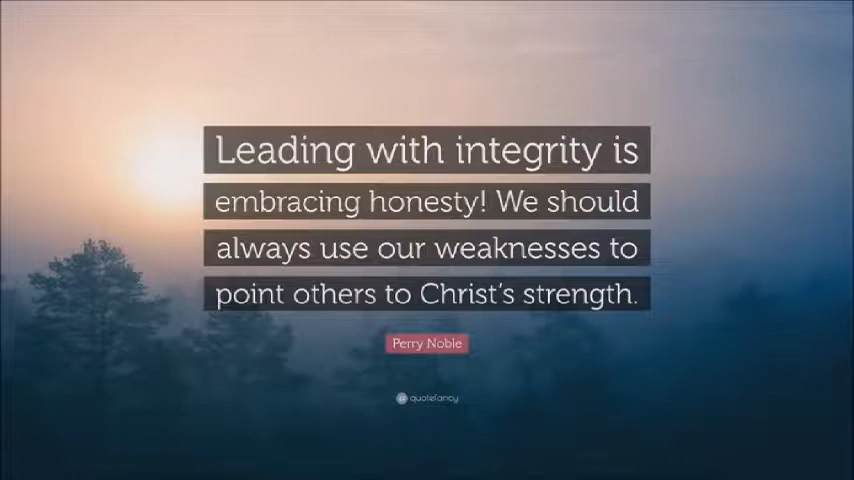 Leading with integrity is
embracing honesty! We should
always use our weaknesses to
point others to Christ's strength.
Perry Noble
quotefancy